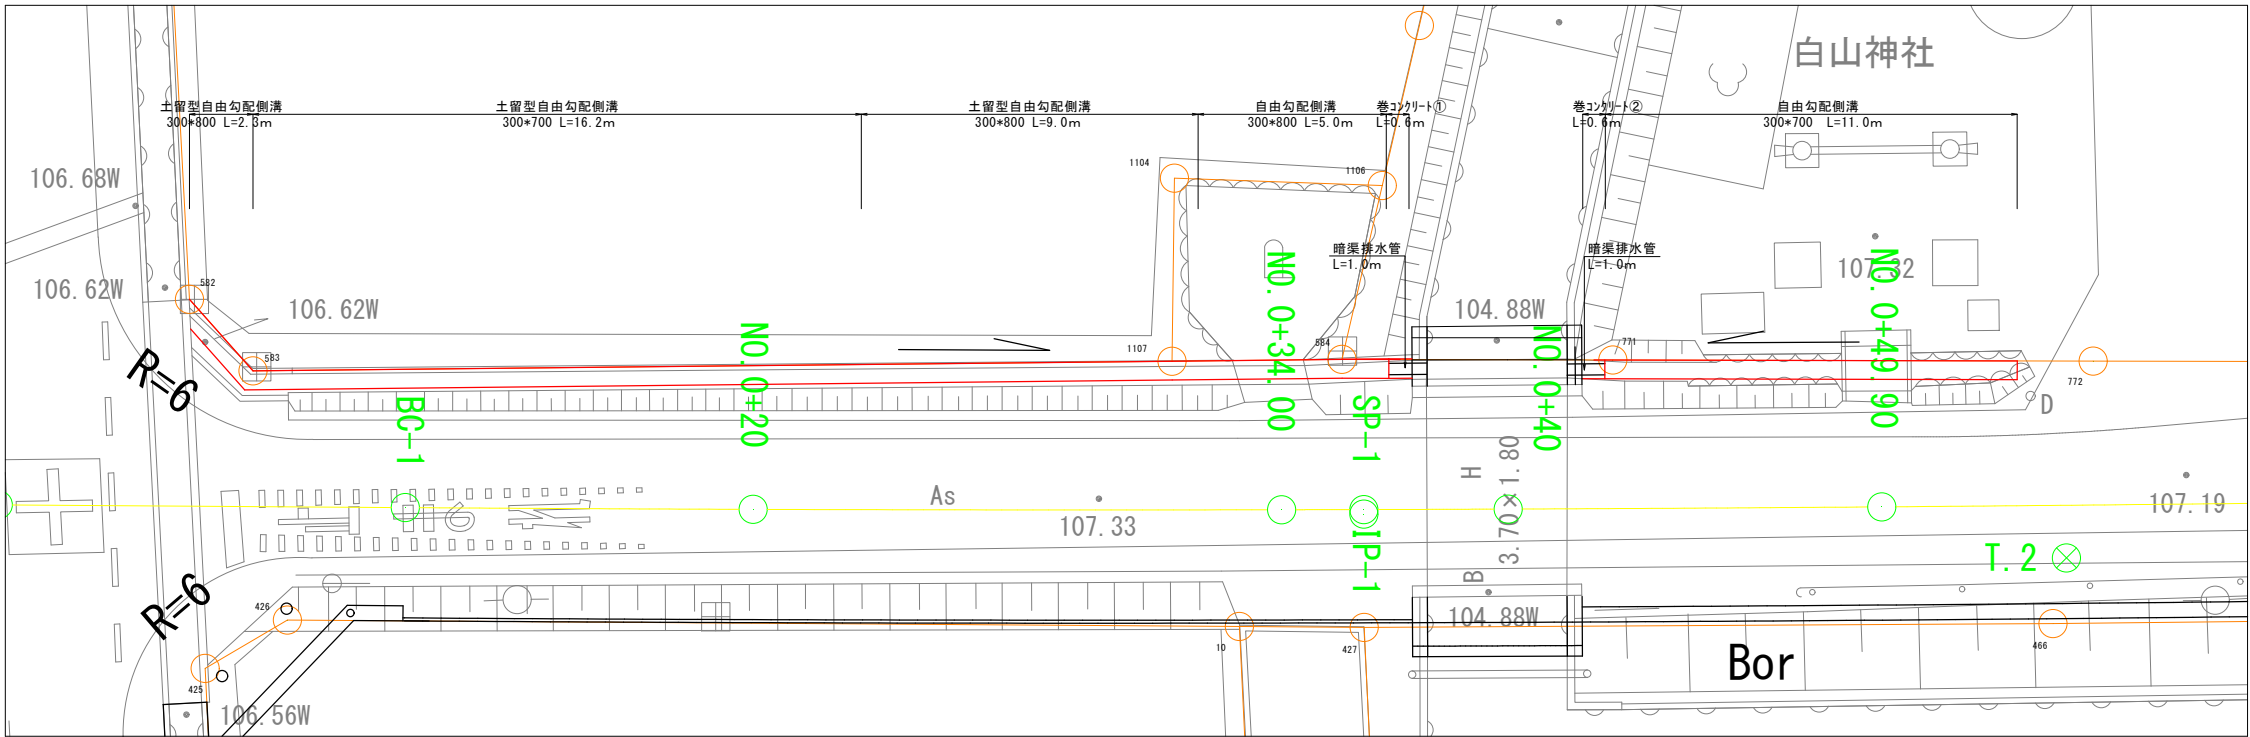 白山神社
土留型自由勾配側溝
300*800 L=2.3m
土留型自由勾配側溝
300*700 L=16.2m
土留型自由勾配側溝
300*800 L=9.0m
自由勾配側溝
300*800 L=5.0m
巻コンクリート①
L=0.6m
巻コンクリート②
L=0.6m
自由勾配側溝
300*700 L=11.0m
1104
1106
106.68W
暗渠排水管
L=1.0m
暗渠排水管
L=1.0m
107.32
582
106.62W
106.62W
104.88W
583
1107
584
771
772
R=6
BC-1
NO.0+20
NO.0+34.00
SP-1
NO.0+40
NO.0+49.90
D
As
107.33
H
3.70×1.80
B
107.19
IP-1
T.2
R=6
426
425
10
427
104.88W
466
Bor
106.56W